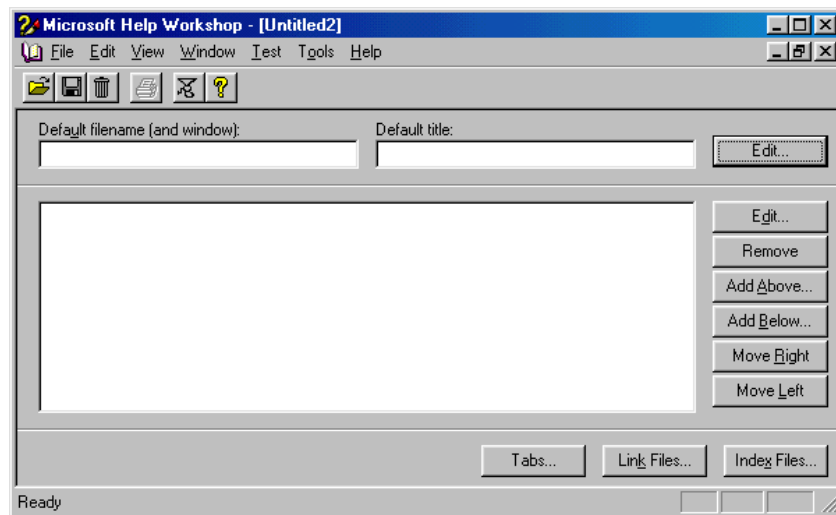 Microsoft Help Workshop - [Untitled2]
File Edit View Window Test Tools Help
Default filename (and window): Default title:
Edit...
Edit...
Remove
Add Above...
Add Below...
Move Right
Move Left
Tabs... Link Files... Index Files...
Ready